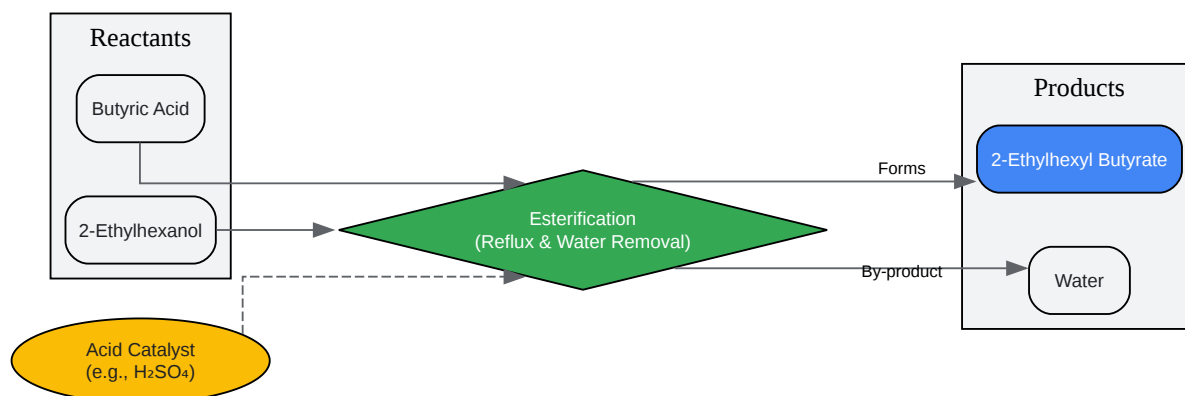 Reactants
Butyric Acid
2-Ethylhexanol
Acid Catalyst
(e.g., H₂SO₄)
Esterification
(Reflux & Water Removal)
Forms
By-product
Products
2-Ethylhexyl Butyrate
Water